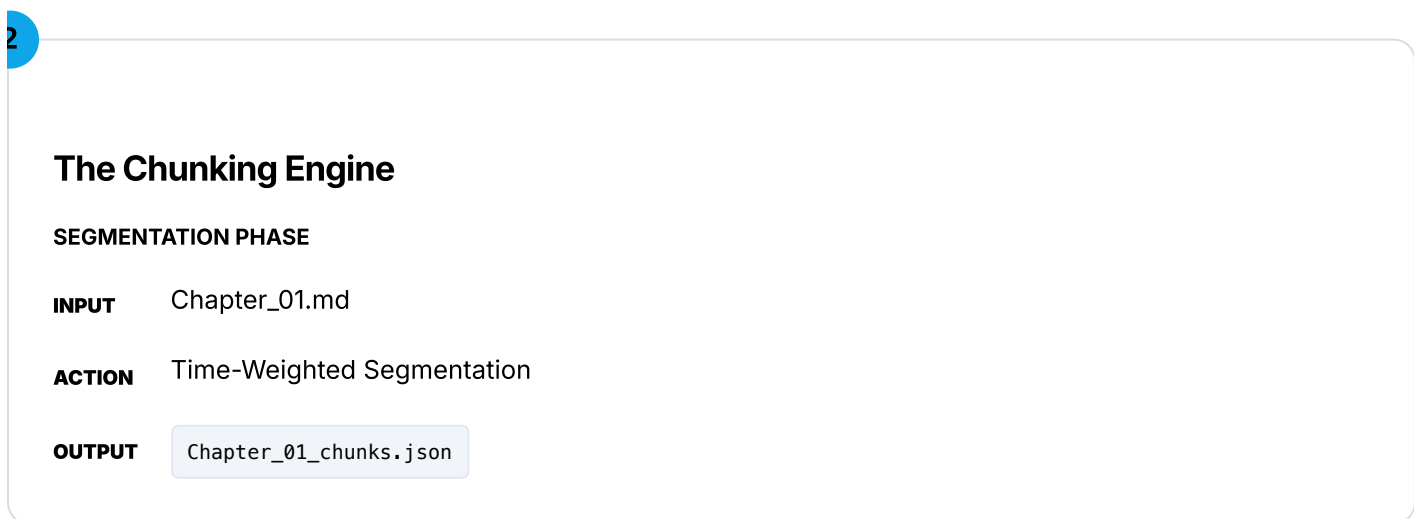 2
The Chunking Engine
SEGMENTATION PHASE
INPUT Chapter_01.md
ACTION Time-Weighted Segmentation
OUTPUT Chapter_01_chunks.json